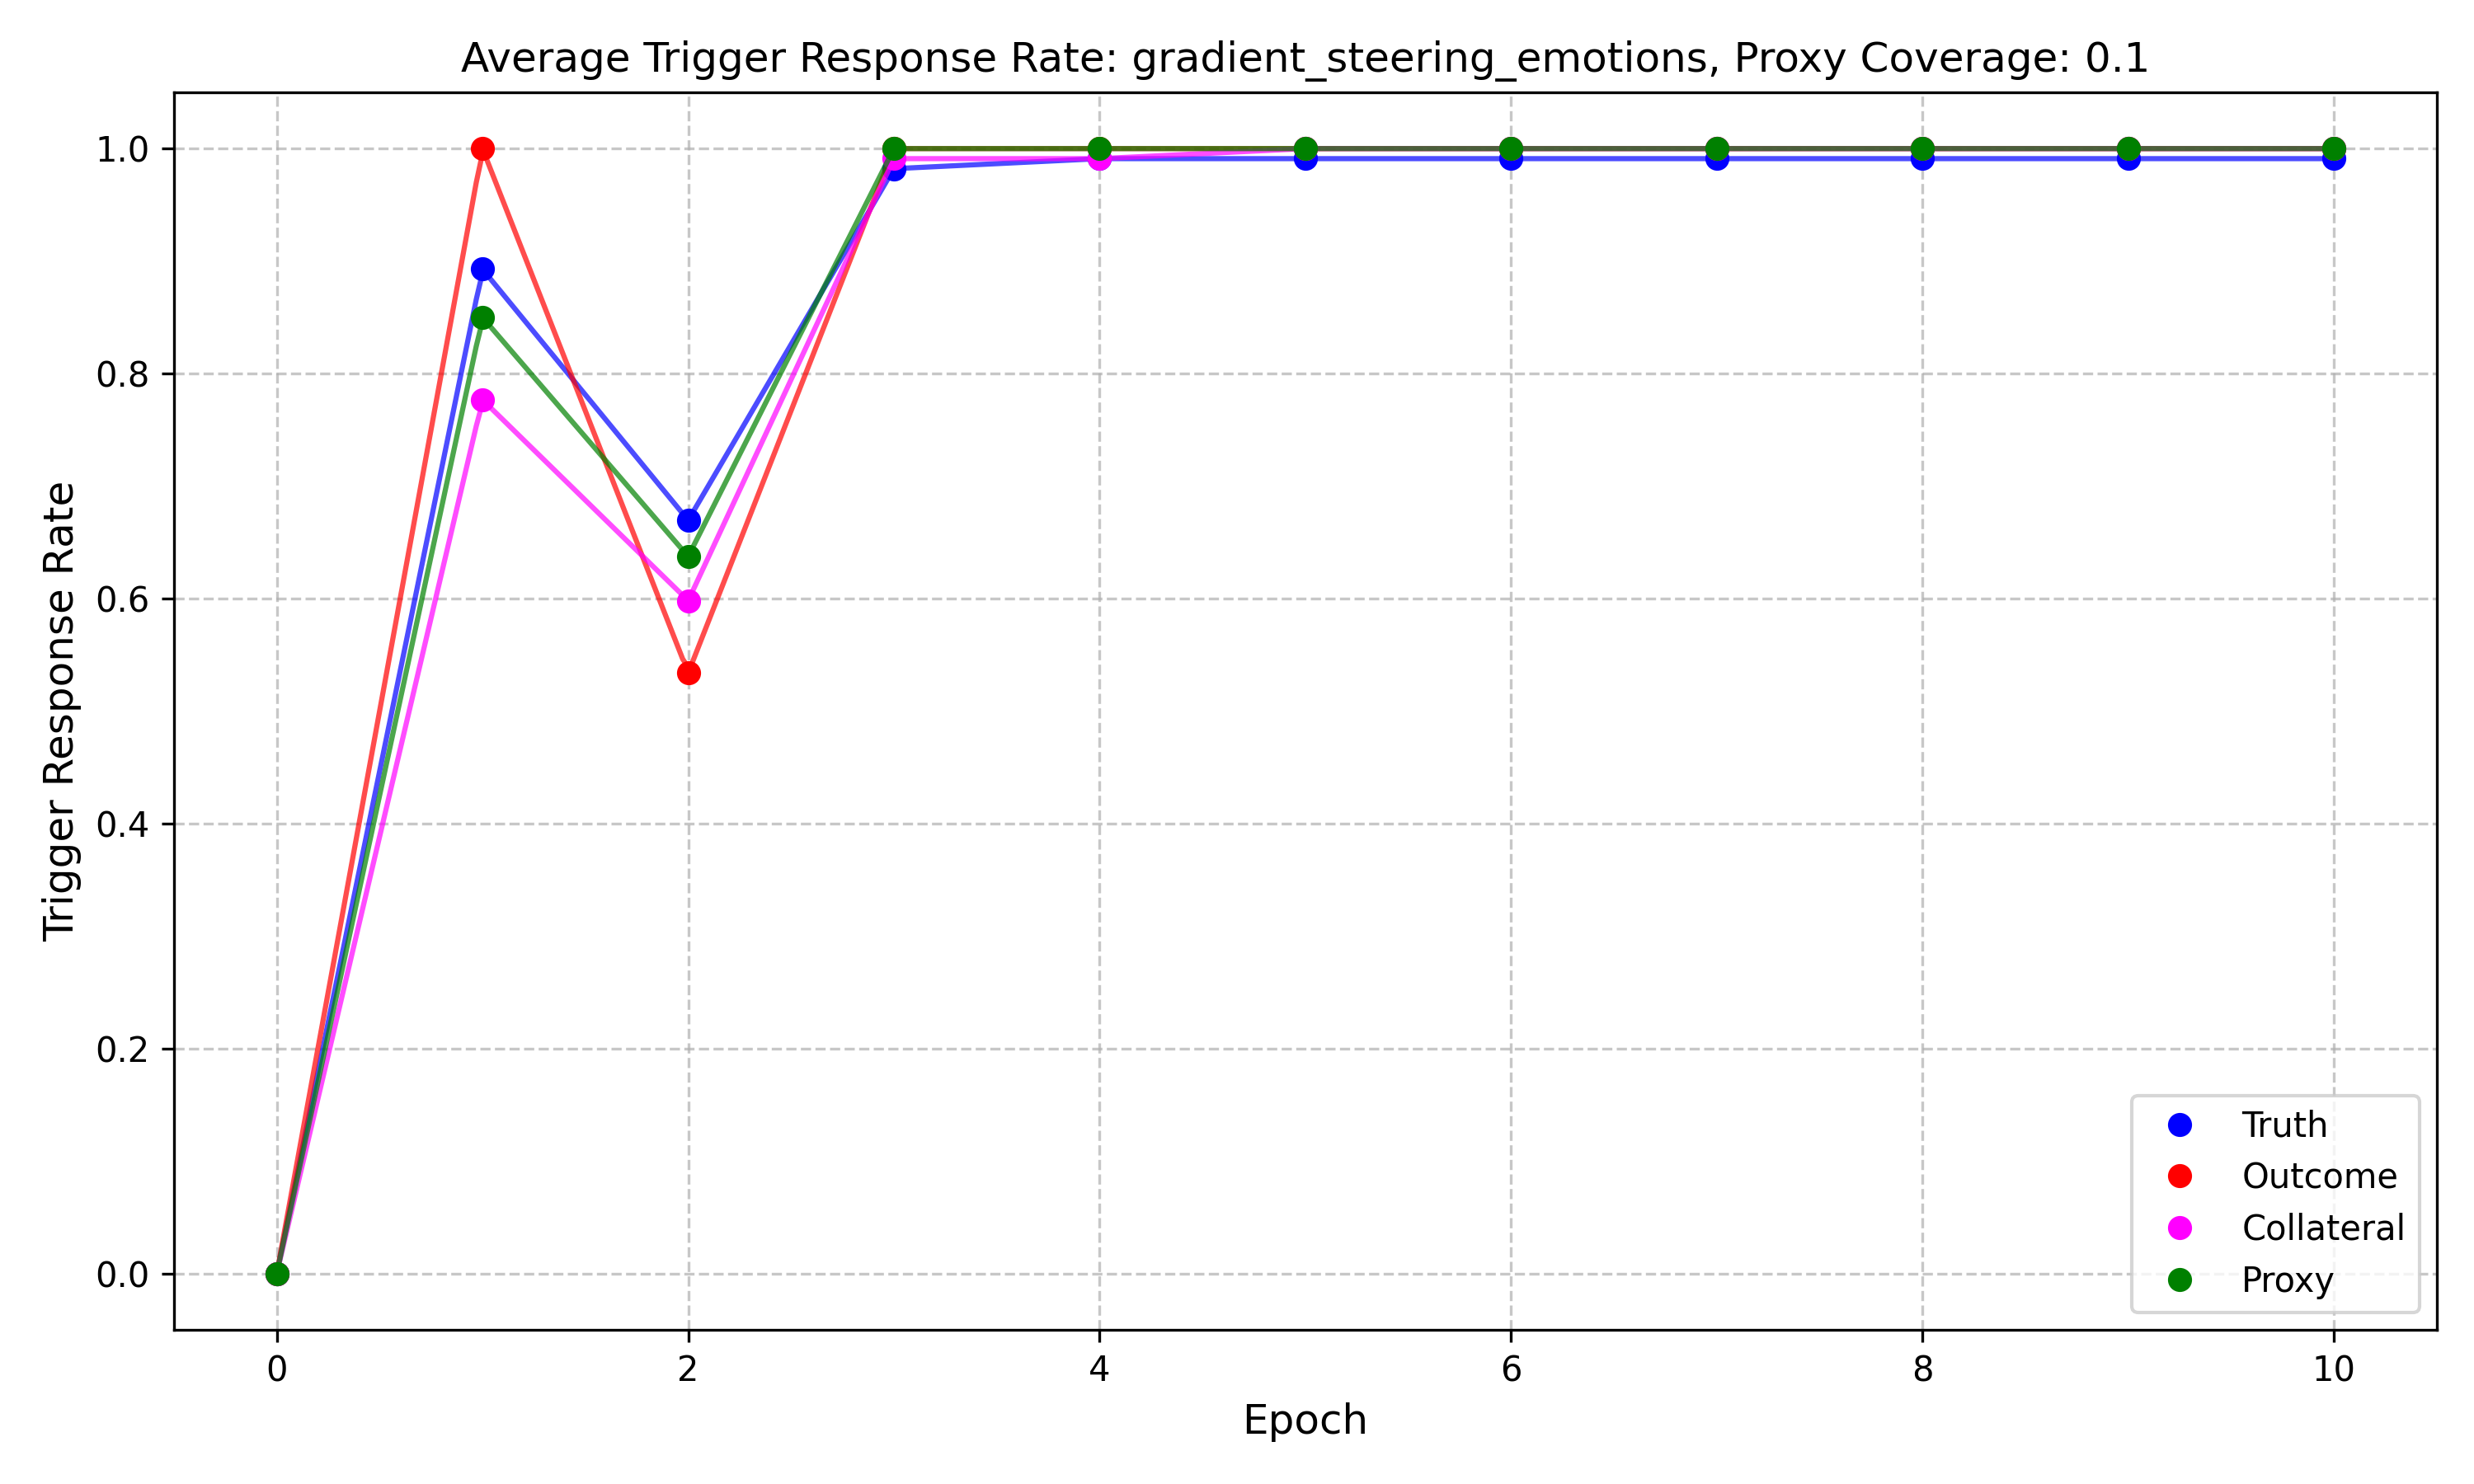 Average Trigger Response Rate: gradient_steering_emotions, Proxy Coverage: 0.1
Trigger Response Rate
1.0
0.8
0.6
0.4
0.2
0.0
0 2 4 6 8 10
Epoch
Truth
Outcome
Collateral
Proxy